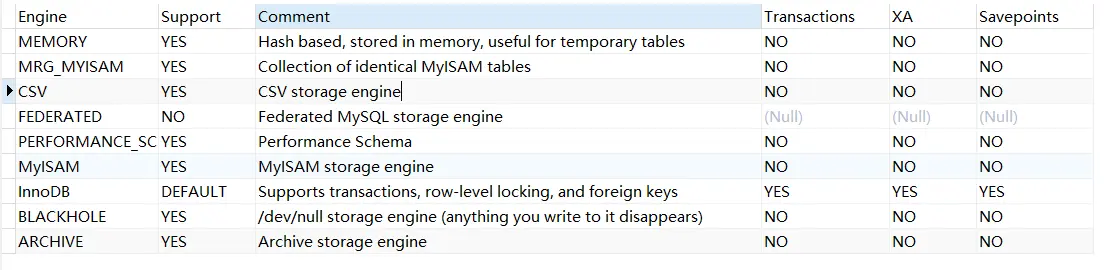 Engine Support Comment Transactions XA Savepoints
MEMORY YES Hash based, stored in memory, useful for temporary tables NO NO NO
MRG_MYISAM YES Collection of identical MyISAM tables NO NO NO
CSV YES CSV storage engine NO NO NO
FEDERATED NO Federated MySQL storage engine (Null) (Null) (Null)
PERFORMANCE_SC YES Performance Schema NO NO NO
MyISAM YES MyISAM storage engine NO NO NO
InnoDB DEFAULT Supports transactions, row-level locking, and foreign keys YES YES YES
BLACKHOLE YES /dev/null storage engine (anything you write to it disappears) NO NO NO
ARCHIVE YES Archive storage engine NO NO NO